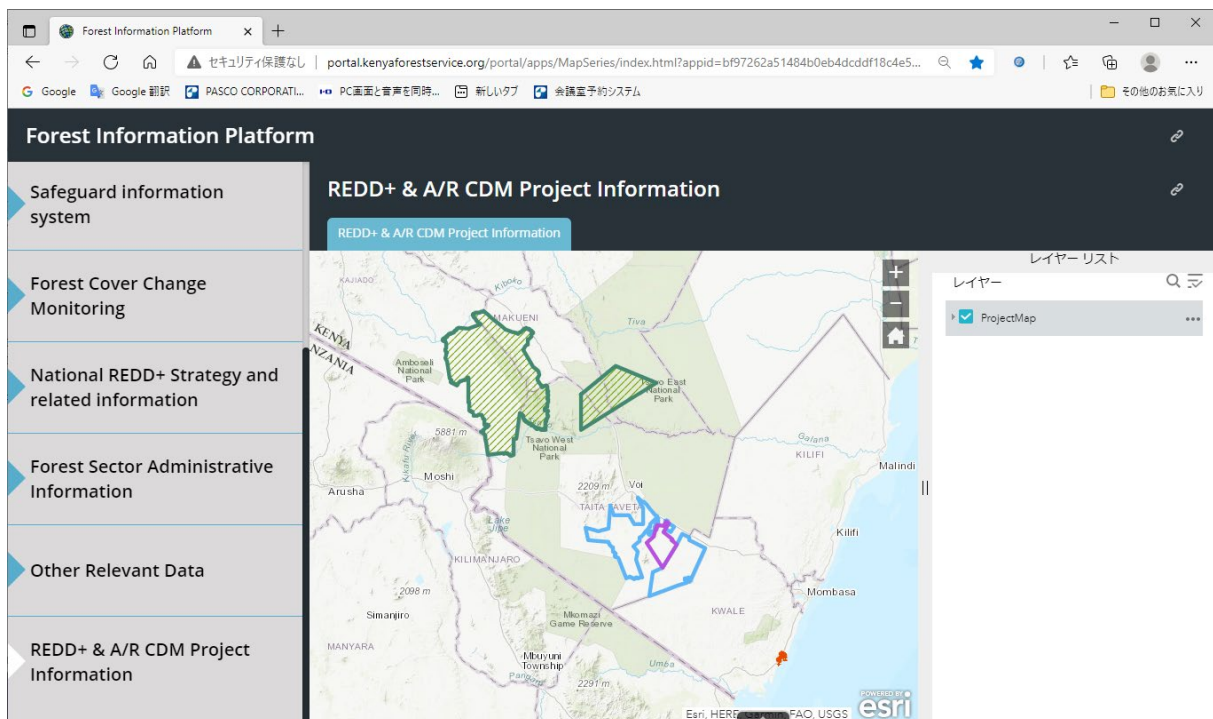 Forest Information Platform
セキュリティ保護なし
portal.kenyaforestservice.org/portal/apps/MapSeries/index.html?appid=bf97262a51484b0eb4dcddf18c4e5...
Google
Google 翻訳
PASCO CORPORATI...
PC画面と音声を同時...
新しいタブ
会議室予約システム
その他のお気に入り
Forest Information Platform
Safeguard information
system
Forest Cover Change
Monitoring
National REDD+ Strategy and
related information
Forest Sector Administrative
Information
Other Relevant Data
REDD+ & A/R CDM Project
Information
REDD+ & A/R CDM Project Information
REDD+ & A/R CDM Project Information
KAJIADO
Kiboko
MAKUENI
Tiva
KENYA
NZANIA
Amboseli
National
Park
Tsavo East
National
Park
5881 m
Kikafu River
Tsavo West
National
Park
Galana
KILIFI
Malindi
Moshi
Arusha
2209 m
Voi
TAITA TAVETA
Lake
Jipe
Kilifi
KILIMANJARO
2098 m
Mombasa
Simanjiro
Mkomazi
Game Reserve
KWALE
MANYARA
Mbuyuni
Township
Umba
2291 m
Esri, HERE, Garmin, FAO, USGS
POWERED BY
esri
レイヤー リスト
レイヤー
ProjectMap